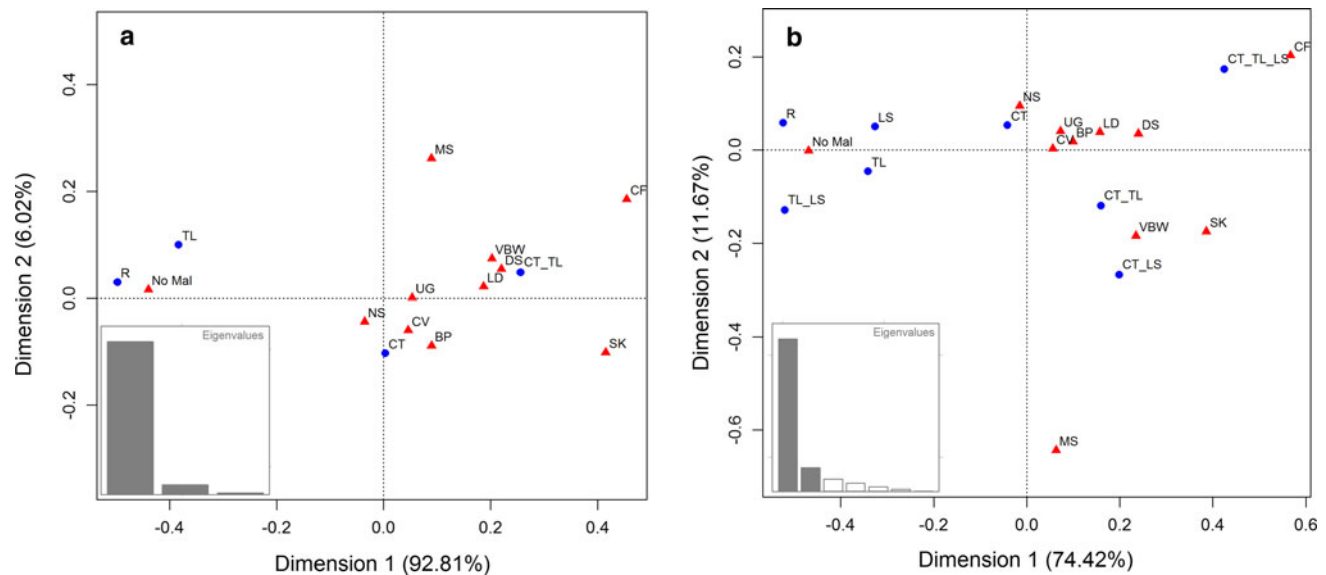 a
Dimension 2 (6.02%)
0.4
0.2
0.0
-0.2
MS
CF
TL
VBW
DS
CT_TL
R
No Mal
LD
UG
NS
CV
CT
BP
SK
Eigenvalues
-0.4
-0.2
0.0
0.2
0.4
Dimension 1 (92.81%)
b
Dimension 2 (11.67%)
0.2
0.0
-0.2
-0.4
-0.6
CF
CT_TL_LS
NS
R
LS
CT
UG
LD
DS
CV
BP
No Mal
TL
CT_TL
TL_LS
VBW
SK
CT_LS
Eigenvalues
MS
-0.4
-0.2
0.0
0.2
0.4
0.6
Dimension 1 (74.42%)